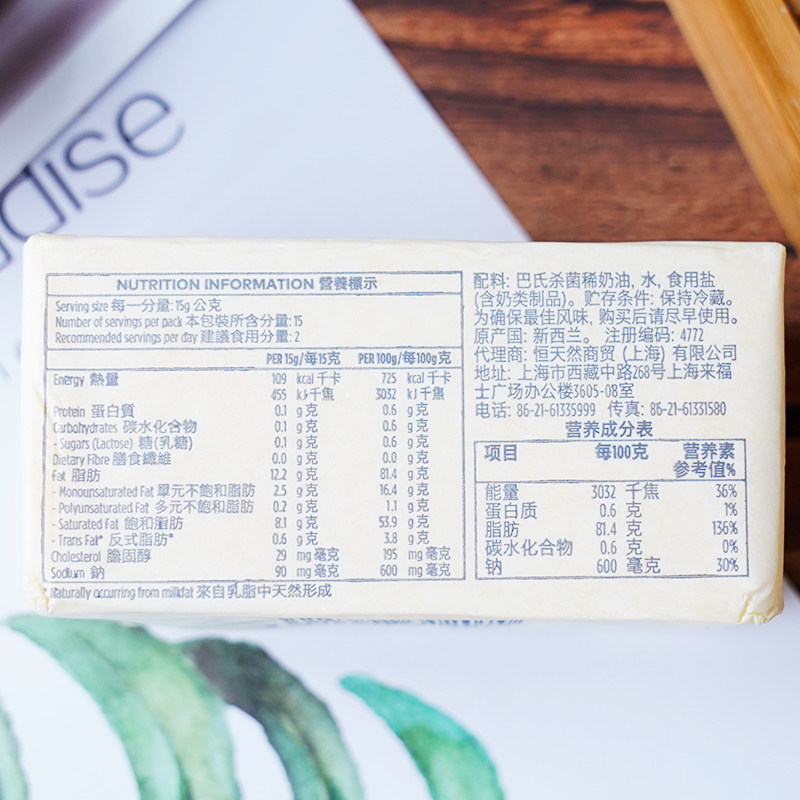 NUTRITION INFORMATION 營養標示
Serving size 每一分量: 15g 公克
Number of servings per pack 本包裝所含分量: 15
Recommended servings per day 建議食用分量: 2
PER 15g/每15克 PER 100g/每100g克
Energy 熱量 109 kcal 千卡 725 kcal 千卡
455 kJ 千焦 3032 kJ 千焦
Protein 蛋白質 0.1 g 克 0.6 g 克
Carbohydrates 碳水化合物 0.1 g 克 0.6 g 克
- Sugars (Lactose) 糖(乳糖) 0.1 g 克 0.6 g 克
Dietary Fibre 膳食纖維 0.0 g 克 0.0 g 克
Fat 脂肪 12.2 g 克 81.4 g 克
- Monounsaturated Fat 單元不飽和脂肪 2.5 g 克 16.4 g 克
- Polyunsaturated Fat 多元不飽和脂肪 0.2 g 克 1.1 g 克
- Saturated Fat 飽和脂肪 8.1 g 克 53.9 g 克
- Trans Fat* 反式脂肪* 0.6 g 克 3.8 g 克
Cholesterol 膽固醇 29 mg 毫克 195 mg 毫克
Sodium 鈉 90 mg 毫克 600 mg 毫克
Naturally occurring from milkfat 來自乳脂中天然形成
配料: 巴氏杀菌稀奶油, 水, 食用盐
(含奶类制品)。贮存条件: 保持冷藏。
为确保最佳风味, 购买后请尽早使用。
原产国: 新西兰。 注册编码: 4772
代理商: 恒天然商贸 (上海) 有限公司
地址: 上海市西藏中路268号上海来福
士广场办公楼3605-08室
电话: 86-21-61335999 传真: 86-21-61331580
营养成分表
项目 每100克 营养素
参考值%
能量 3032 千焦 36%
蛋白质 0.6 克 1%
脂肪 81.4 克 136%
碳水化合物 0.6 克 0%
钠 600 毫克 30%